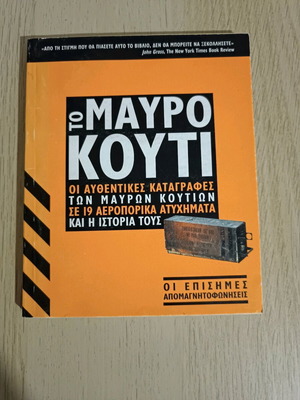 «ΑΠΟ ΤΗ ΣΤΙΓΜΗ ΠΟΥ ΘΑ ΠΙΑΣΕΤΕ ΑΥΤΟ ΤΟ ΒΙΒΛΙΟ, ΔΕΝ ΘΑ ΜΠΟΡΕΙΤΕ ΝΑ ΞΕΚΟΛΛΗΣΕΤΕ»
John Gross, The New York Times Book Review
ΤΟ ΜΑΥΡΟ
ΚΟΥΤΙ
ΟΙ ΑΥΘΕΝΤΙΚΕΣ ΚΑΤΑΓΡΑΦΕΣ
ΤΩΝ ΜΑΥΡΩΝ ΚΟΥΤΙΩΝ
ΣΕ 19 ΑΕΡΟΠΟΡΙΚΑ ΑΤΥΧΗΜΑΤΑ
ΚΑΙ Η ΙΣΤΟΡΙΑ ΤΟΥΣ
ΟΙ ΕΠΙΣΗΜΕΣ
ΑΠΟΜΑΓΝΗΤΟΦΩΝΗΣΕΙΣ